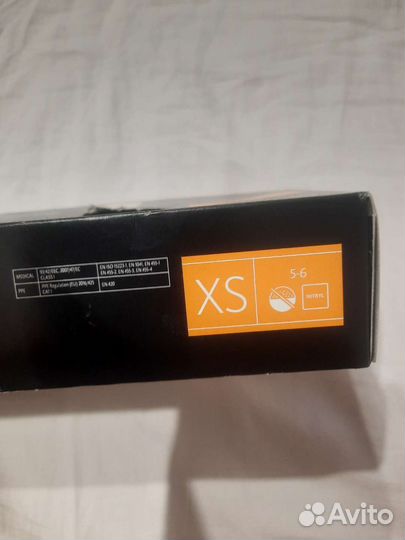 MEDICAL
93/42/EEC, 2007/47/EC
CLASS I
EN ISO 15223-1, EN 1041, EN 455-1
EN 455-2, EN 455-3, EN 455-4
PPE
PPE Regulation (EU) 2016/425
CAT I
EN 420
XS
5-6
NITRYL
Avito